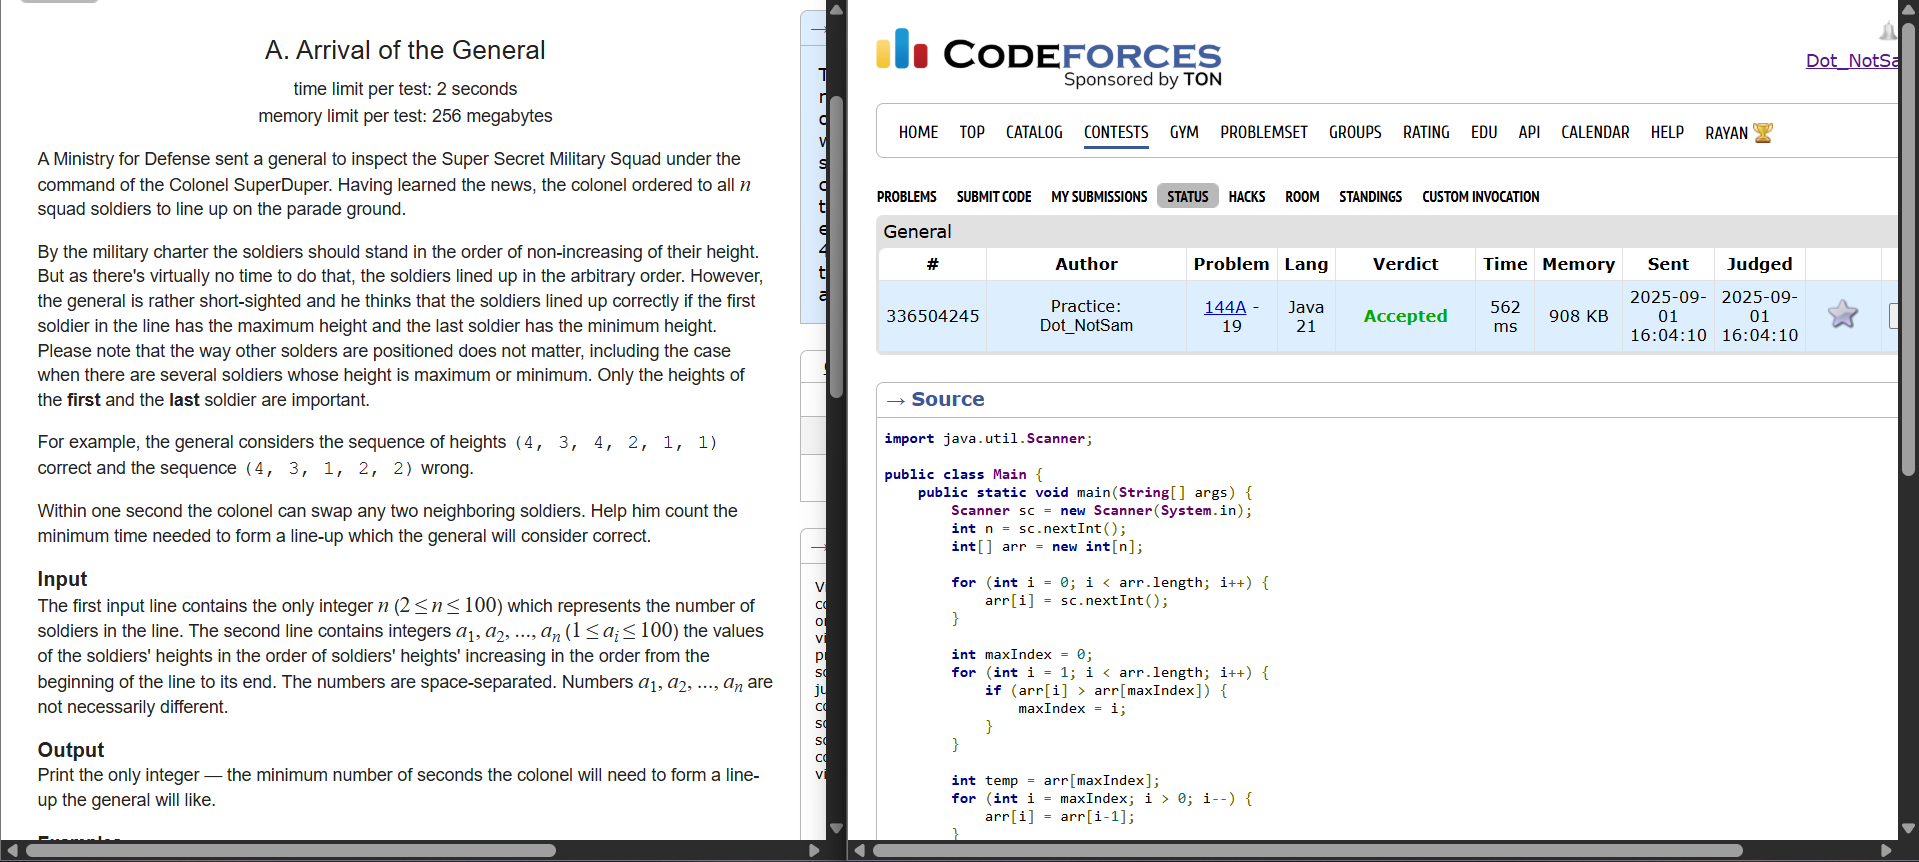 A. Arrival of the General
time limit per test: 2 seconds
memory limit per test: 256 megabytes
A Ministry for Defense sent a general to inspect the Super Secret Military Squad under the
command of the Colonel SuperDuper. Having learned the news, the colonel ordered to all n
squad soldiers to line up on the parade ground.
By the military charter the soldiers should stand in the order of non-increasing of their height.
But as there's virtually no time to do that, the soldiers lined up in the arbitrary order. However,
the general is rather short-sighted and he thinks that the soldiers lined up correctly if the first
soldier in the line has the maximum height and the last soldier has the minimum height.
Please note that the way other solders are positioned does not matter, including the case
when there are several soldiers whose height is maximum or minimum. Only the heights of
the first and the last soldier are important.
For example, the general considers the sequence of heights (4, 3, 4, 2, 1, 1)
correct and the sequence (4, 3, 1, 2, 2) wrong.
Within one second the colonel can swap any two neighboring soldiers. Help him count the
minimum time needed to form a line-up which the general will consider correct.
Input
The first input line contains the only integer n (2 ≤ n ≤ 100) which represents the number of
soldiers in the line. The second line contains integers a1, a2, ..., an (1 ≤ ai ≤ 100) the values
of the soldiers' heights in the order of soldiers' heights' increasing in the order from the
beginning of the line to its end. The numbers are space-separated. Numbers a1, a2, ..., an are
not necessarily different.
Output
Print the only integer — the minimum number of seconds the colonel will need to form a line-
up the general will like.
CODEFORCES
Sponsored by TON
Dot_NotSa
HOME TOP CATALOG CONTESTS GYM PROBLEMSET GROUPS RATING EDU API CALENDAR HELP RAYAN
PROBLEMS SUBMIT CODE MY SUBMISSIONS STATUS HACKS ROOM STANDINGS CUSTOM INVOCATION
General
# Author Problem Lang Verdict Time Memory Sent Judged
336504245 Practice: Dot_NotSam 144A - 19 Java 21 Accepted 562 ms 908 KB 2025-09-01 16:04:10 2025-09-01 16:04:10
→ Source
import java.util.Scanner;
public class Main {
public static void main(String[] args) {
Scanner sc = new Scanner(System.in);
int n = sc.nextInt();
int[] arr = new int[n];
for (int i = 0; i < arr.length; i++) {
arr[i] = sc.nextInt();
}
int maxIndex = 0;
for (int i = 1; i < arr.length; i++) {
if (arr[i] > arr[maxIndex]) {
maxIndex = i;
}
}
int temp = arr[maxIndex];
for (int i = maxIndex; i > 0; i--) {
arr[i] = arr[i-1];
}